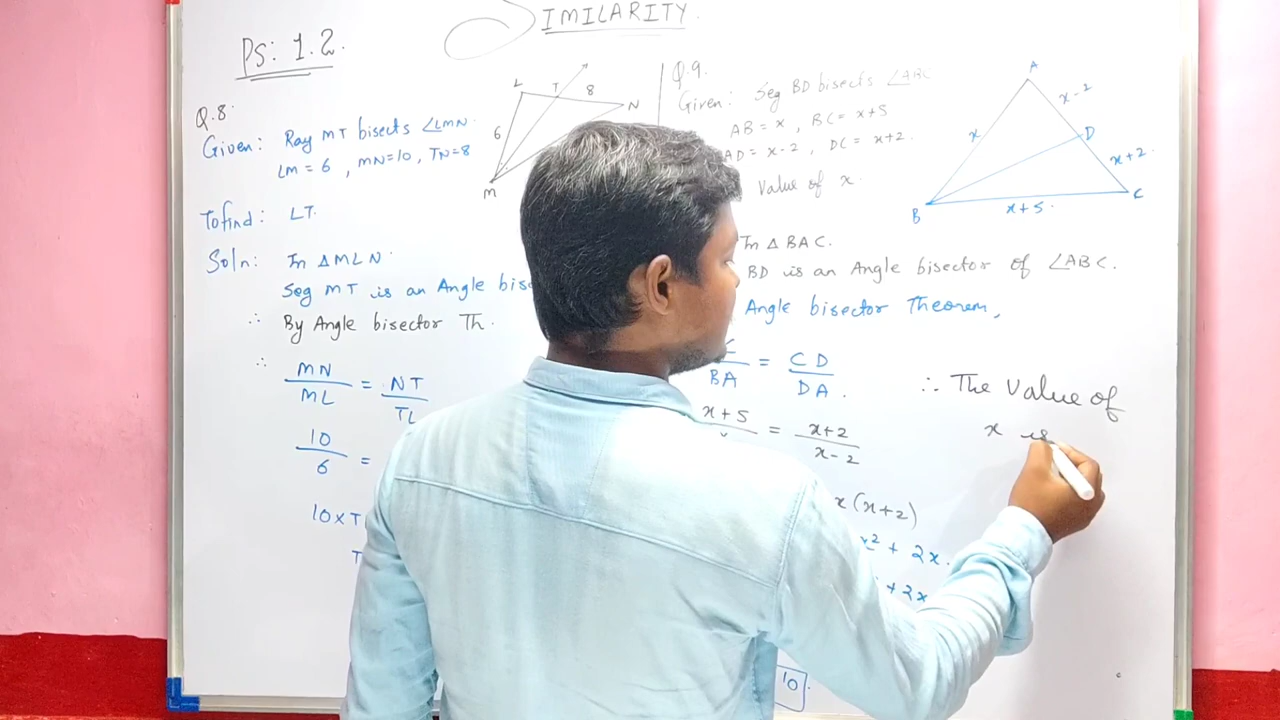 SIMILARITY
PS: 1.2.
Q.8.
Given: Ray MT bisects ∠LMN.
LM = 6, MN=10, TN=8
To find: LT.
Soln: In ΔMLN.
Seg MT is an Angle
∴ By Angle bisector Th.
∴ MN/ML = NT/TL
10/6 =
10×T
T
L T 8 N
6
M
Q.9.
Given: Seg BD bisects ∠ABC
AB = x, BC = x+5
AD = x-2, DC = x+2.
Value of x.
In Δ BAC.
BD is an Angle bisector of ∠ABC.
Angle bisector Theorem,
BA = CD/DA.
x+5 = x+2/x-2
x(x+2)
x² + 2x.
+ 2x
10.
A
x-2
x D
x+2.
B C
x+5.
∴ The Value of
x is